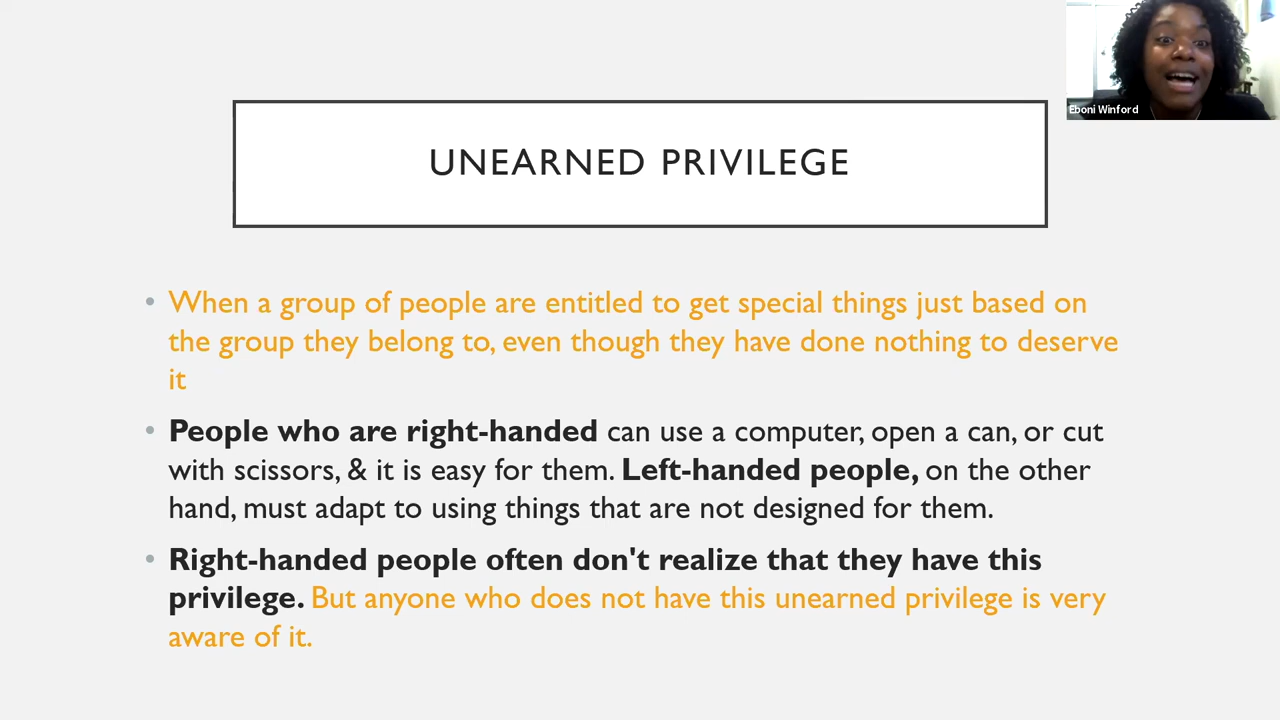 Eboni Winford
UNEARNED PRIVILEGE
• When a group of people are entitled to get special things just based on
the group they belong to, even though they have done nothing to deserve
it
• People who are right-handed can use a computer, open a can, or cut
with scissors, & it is easy for them. Left-handed people, on the other
hand, must adapt to using things that are not designed for them.
• Right-handed people often don't realize that they have this
privilege. But anyone who does not have this unearned privilege is very
aware of it.